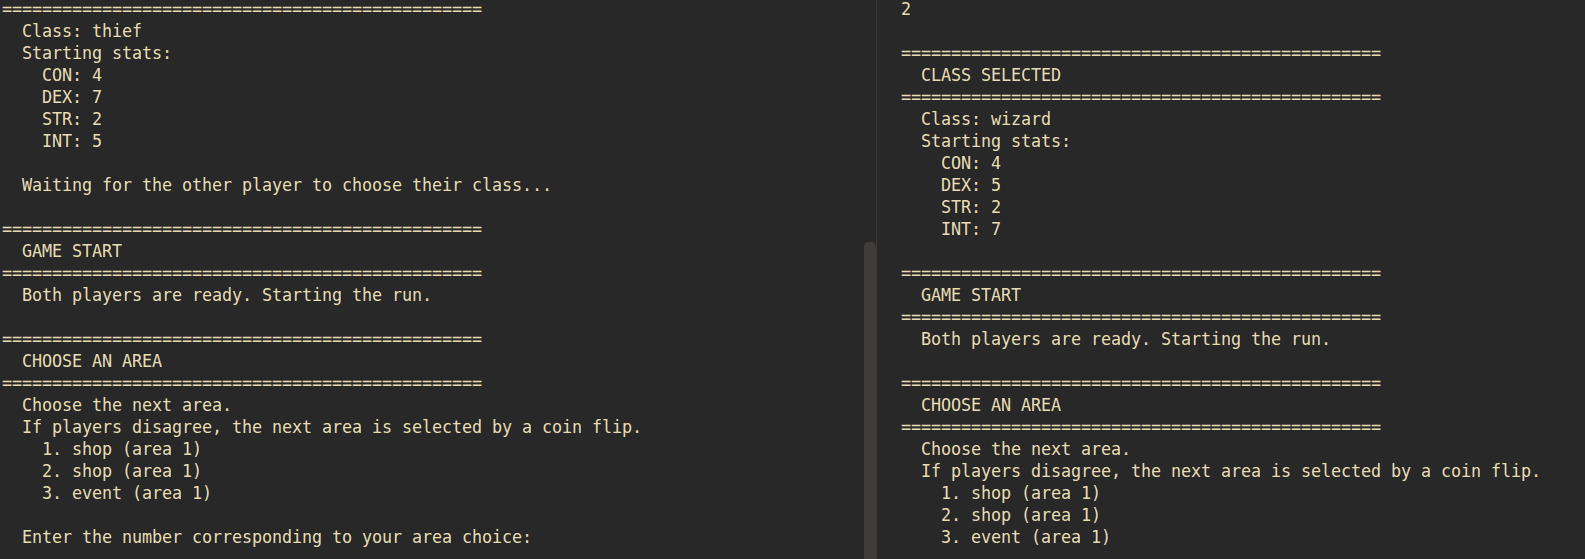 ================================================
  Class: thief
  Starting stats:
    CON: 4
    DEX: 7
    STR: 2
    INT: 5

  Waiting for the other player to choose their class...

================================================
  GAME START
================================================
  Both players are ready. Starting the run.

================================================
  CHOOSE AN AREA
================================================
  Choose the next area.
  If players disagree, the next area is selected by a coin flip.
    1. shop (area 1)
    2. shop (area 1)
    3. event (area 1)

  Enter the number corresponding to your area choice:
2

================================================
  CLASS SELECTED
================================================
  Class: wizard
  Starting stats:
    CON: 4
    DEX: 5
    STR: 2
    INT: 7

================================================
  GAME START
================================================
  Both players are ready. Starting the run.

================================================
  CHOOSE AN AREA
================================================
  Choose the next area.
  If players disagree, the next area is selected by a coin flip.
    1. shop (area 1)
    2. shop (area 1)
    3. event (area 1)